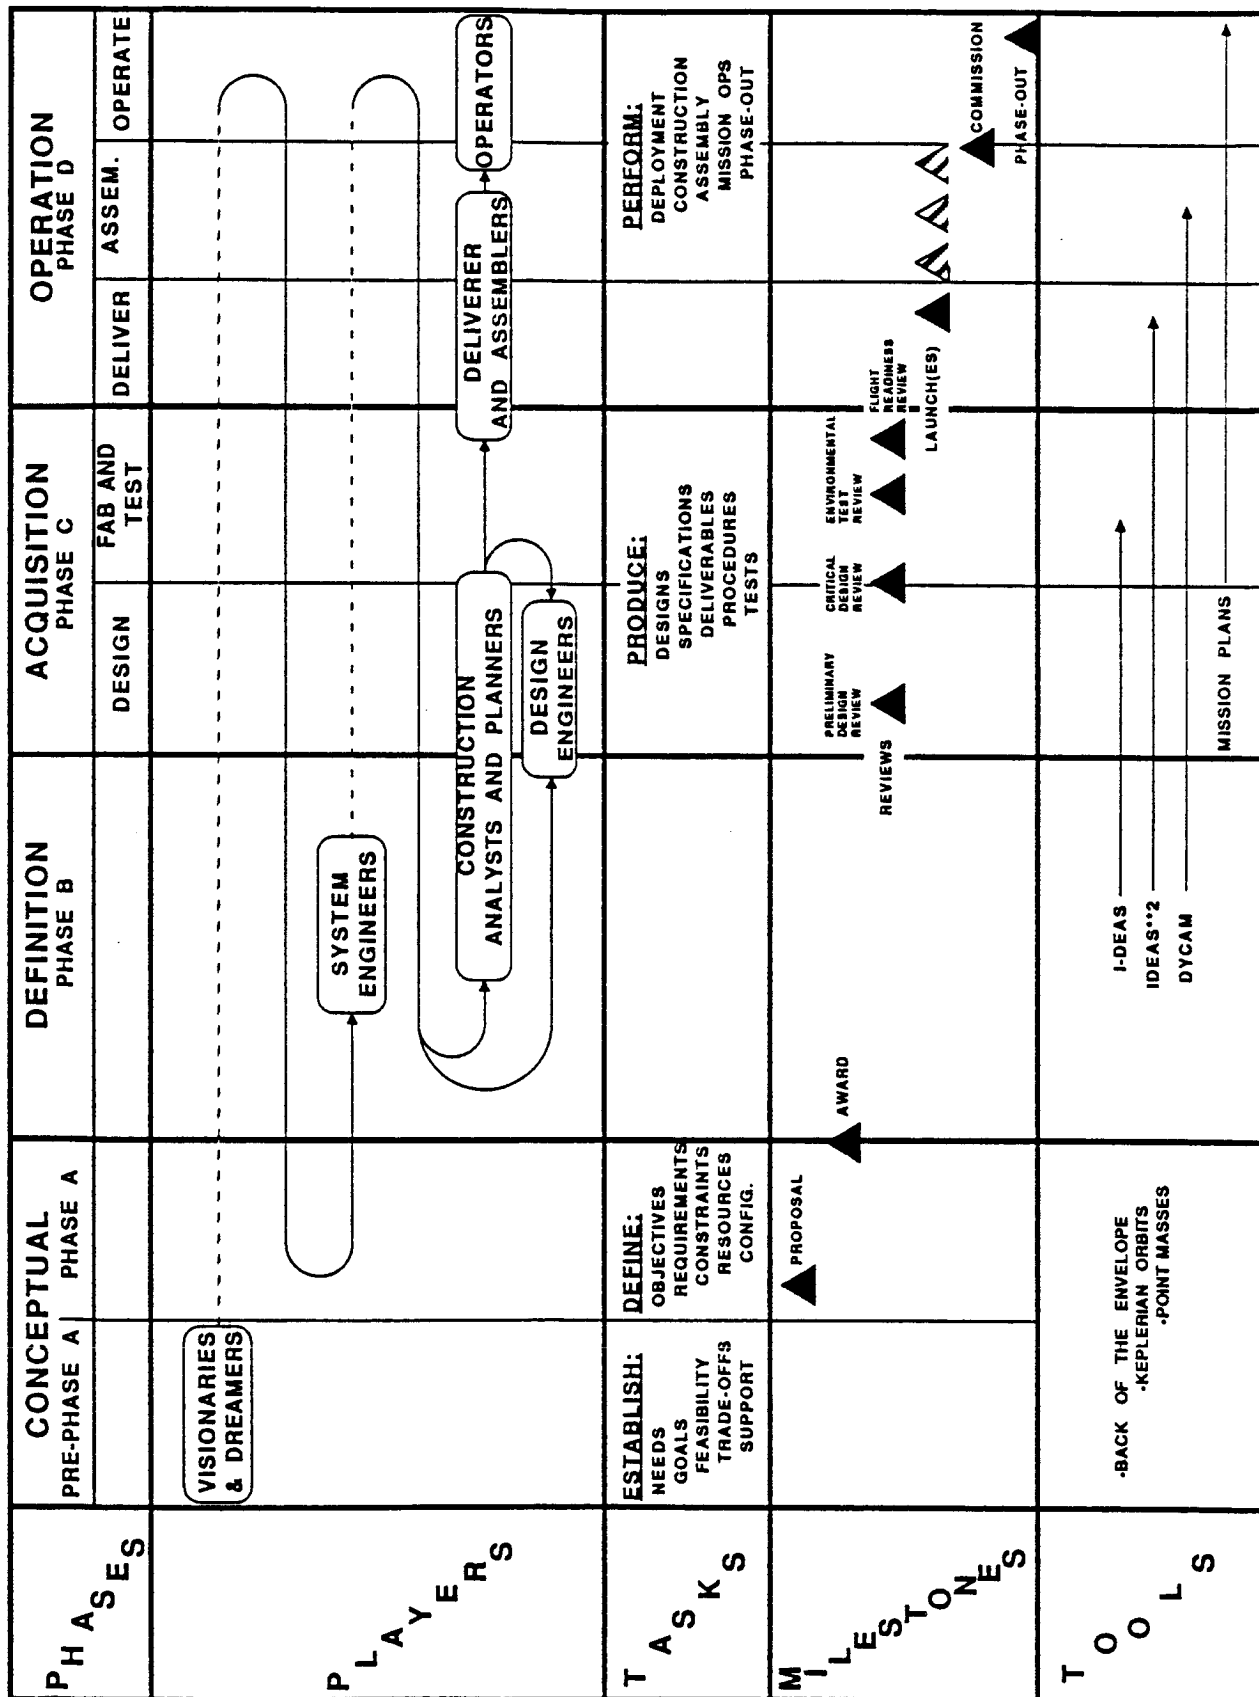 PHASES
CONCEPTUAL
PRE-PHASE A
PHASE A
DEFINITION
PHASE B
ACQUISITION
PHASE C
DESIGN
FAB AND
TEST
OPERATION
PHASE D
DELIVER
ASSEM.
OPERATE
PLAYERS
VISIONARIES
& DREAMERS
SYSTEM
ENGINEERS
CONSTRUCTION
ANALYSTS AND PLANNERS
DESIGN
ENGINEERS
DELIVERER
AND ASSEMBLERS
OPERATORS
TASKS
ESTABLISH:
NEEDS
GOALS
FEASIBILITY
TRADE-OFFS
SUPPORT
DEFINE:
OBJECTIVES
REQUIREMENTS
CONSTRAINTS
RESOURCES
CONFIG.
PRODUCE:
DESIGNS
SPECIFICATIONS
DELIVERABLES
PROCEDURES
TESTS
PERFORM:
DEPLOYMENT
CONSTRUCTION
ASSEMBLY
MISSION OPS
PHASE-OUT
MILESTONES
PROPOSAL
AWARD
REVIEWS
PRELIMINARY
DESIGN
REVIEW
CRITICAL
DESIGN
REVIEW
ENVIRONMENTAL
TEST
REVIEW
FLIGHT
READINESS
REVIEW
LAUNCH(ES)
COMMISSION
PHASE-OUT
TOOLS
•BACK OF THE ENVELOPE
•KEPLERIAN ORBITS
•POINT MASSES
I-DEAS
IDEAS**2
DYCAM
MISSION PLANS